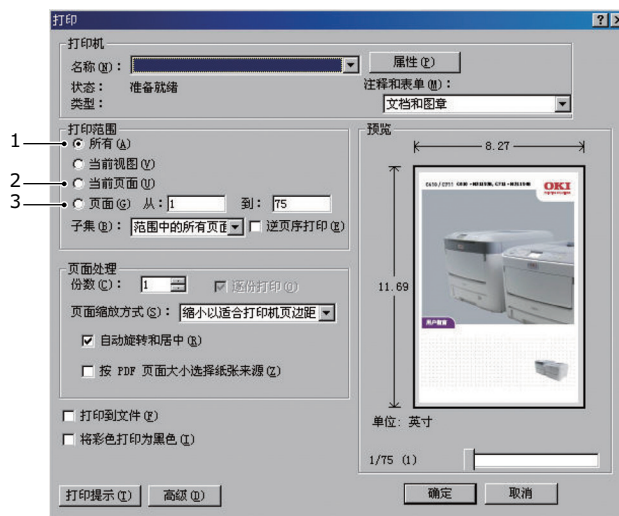 打印
打印机
名称(N)：
属性(P)
状态： 准备就绪
注释和表单(M)：
类型：
文档和图章
打印范围
预览
1
所有(A)
8.27
当前视图(V)
2
当前页面(U)
3
页面(G) 从：1 到：75
子集(B)：范围中的所有页面 逆页序打印(E)
OKI
页面处理
份数(C)：1 逐份打印(O)
11.69
页面缩放方式(S)：缩小以适合打印机页边距
用户指南
自动旋转和居中(R)
按 PDF 页面大小选择纸张来源(Z)
打印到文件(F)
单位：英寸
将彩色打印为黑色(I)
1/75 (1)
打印提示(T) 高级(D) 确定 取消